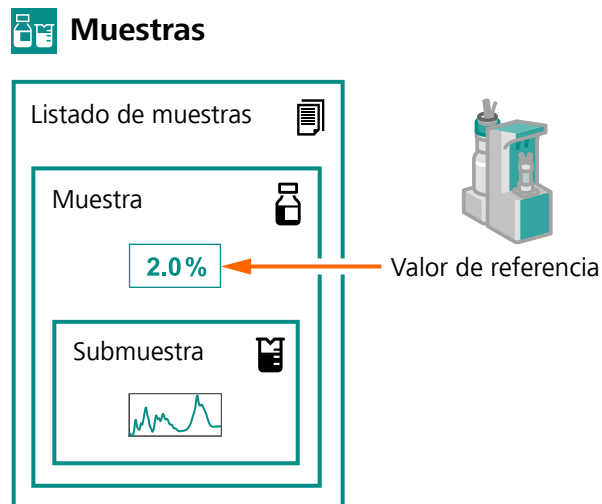 Muestras
Listado de muestras
Muestra
2.0%
Valor de referencia
Submuestra